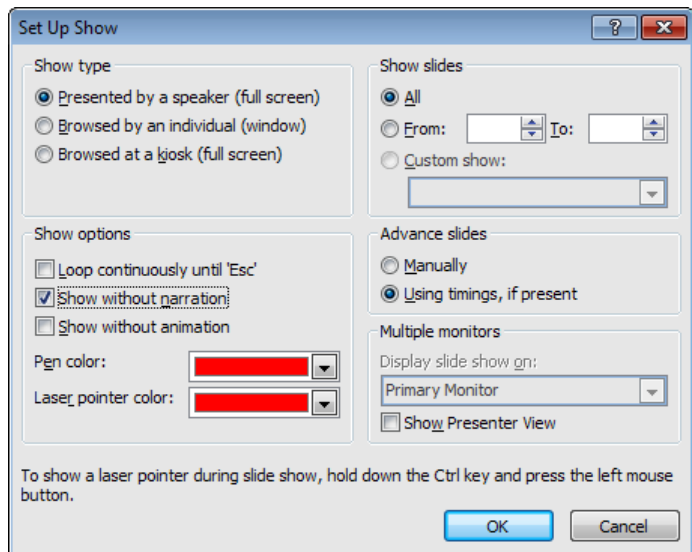 Set Up Show
Show type
Presented by a speaker (full screen)
Browsed by an individual (window)
Browsed at a kiosk (full screen)
Show slides
All
From: To:
Custom show:
Show options
Loop continuously until 'Esc'
Show without narration
Show without animation
Pen color:
Laser pointer color:
Advance slides
Manually
Using timings, if present
Multiple monitors
Display slide show on:
Primary Monitor
Show Presenter View
To show a laser pointer during slide show, hold down the Ctrl key and press the left mouse
button.
OK Cancel